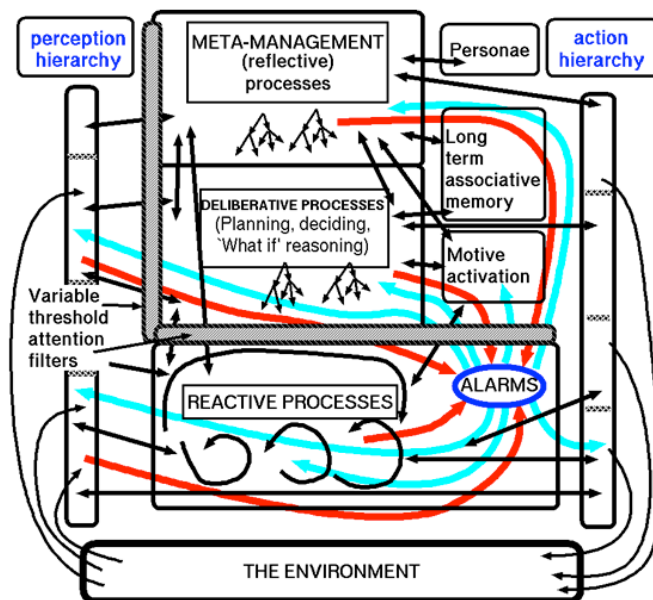 perception
hierarchy
META-MANAGEMENT
(reflective)
processes
Personae
action
hierarchy
Long
term
associative
memory
DELIBERATIVE PROCESSES
(Planning, deciding,
`What if' reasoning)
Motive
activation
Variable
threshold
attention
filters
REACTIVE PROCESSES
ALARMS
THE ENVIRONMENT